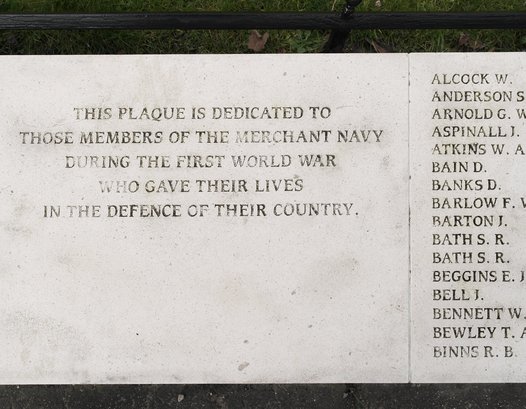 THIS PLAQUE IS DEDICATED TO
THOSE MEMBERS OF THE MERCHANT NAVY
DURING THE FIRST WORLD WAR
WHO GAVE THEIR LIVES
IN THE DEFENCE OF THEIR COUNTRY.
ALCOCK W.
ANDERSON S
ARNOLD G. W
ASPINALL J.
ATKINS W. A
BAIN D.
BANKS D.
BARLOW F. W
BARTON J.
BATH S. R.
BATH S. R.
BEGGINS E. J
BELL J.
BENNETT W.
BEWLEY T. A
BINNS R. B.